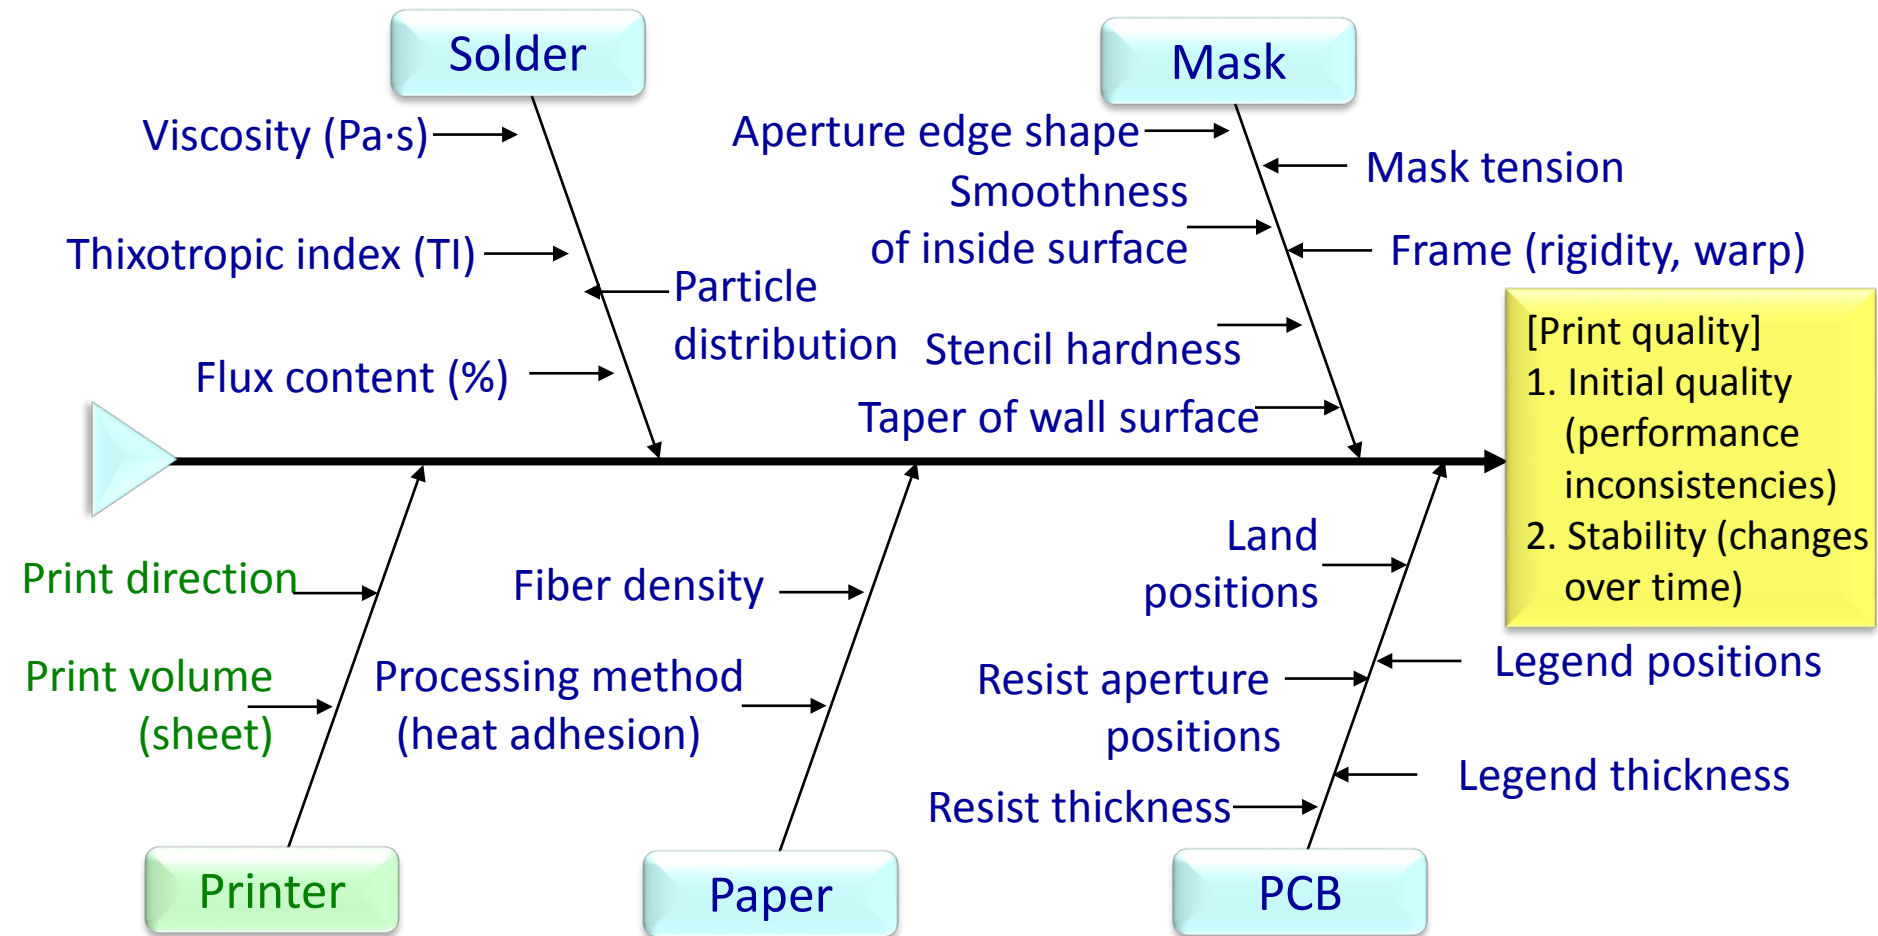 Solder
Mask
Viscosity (Pa·s)
Aperture edge shape
Mask tension
Smoothness
of inside surface
Thixotropic index (TI)
Frame (rigidity, warp)
Particle
distribution
Stencil hardness
Flux content (%)
Taper of wall surface
[Print quality]
1. Initial quality
(performance
inconsistencies)
2. Stability (changes
over time)
Print direction
Fiber density
Land
positions
Print volume
(sheet)
Processing method
(heat adhesion)
Resist aperture
positions
Legend positions
Legend thickness
Resist thickness
Printer
Paper
PCB